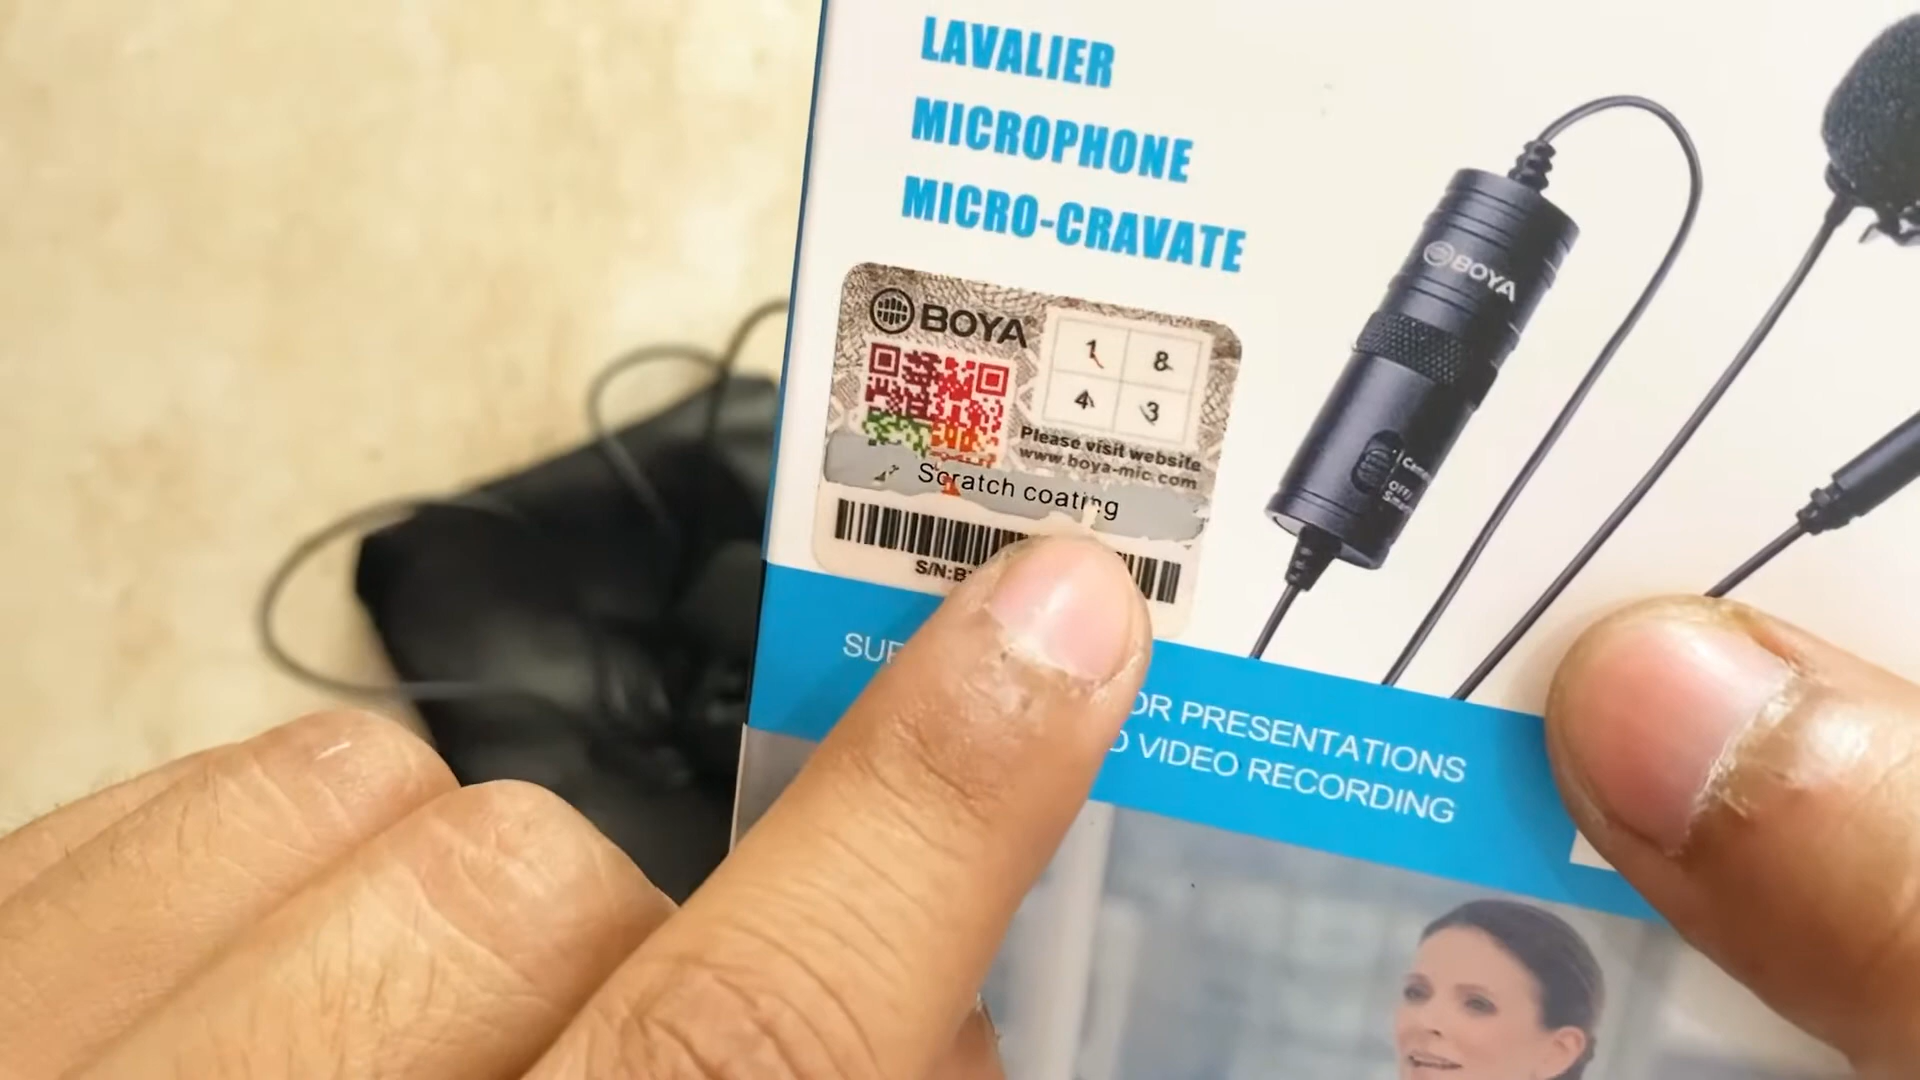 LAVALIER
MICROPHONE
MICRO-CRAVATE
BOYA
1 8
4 3
Please visit website
www.boya-mic.com
Scratch coating
S/N:B
BOYA
OR PRESENTATIONS
VIDEO RECORDING